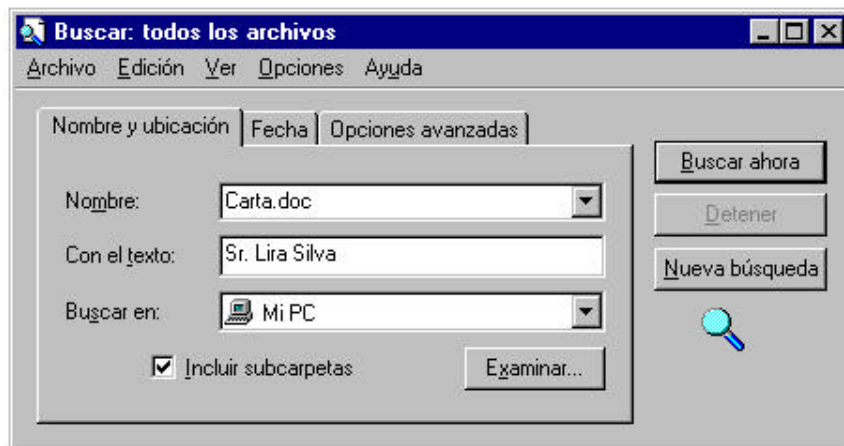 Buscar: todos los archivos
Archivo Edición Ver Opciones Ayuda
Nombre y ubicación Fecha Opciones avanzadas
Nombre: Carta.doc
Con el texto: Sr. Lira Silva
Buscar en: Mi PC
Incluir subcarpetas Examinar...
Buscar ahora
Detener
Nueva búsqueda